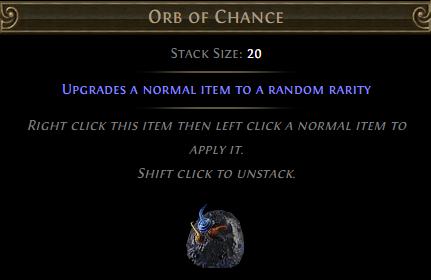 Orb of Chance
Stack Size: 20
Upgrades a normal item to a random rarity
Right click this item then left click a normal item to
apply it.
Shift click to unstack.